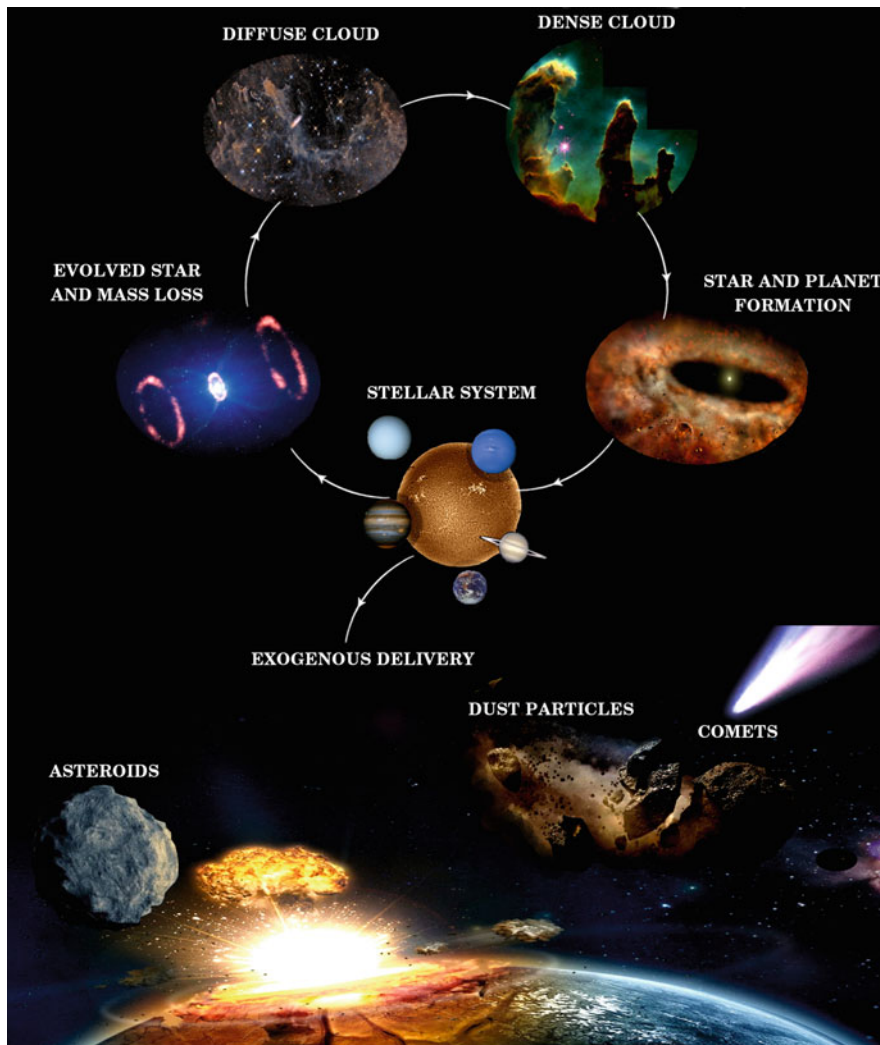 DIFFUSE CLOUD
DENSE CLOUD
EVOLVED STAR
AND MASS LOSS
STAR AND PLANET
FORMATION
STELLAR SYSTEM
EXOGENOUS DELIVERY
DUST PARTICLES
COMETS
ASTEROIDS